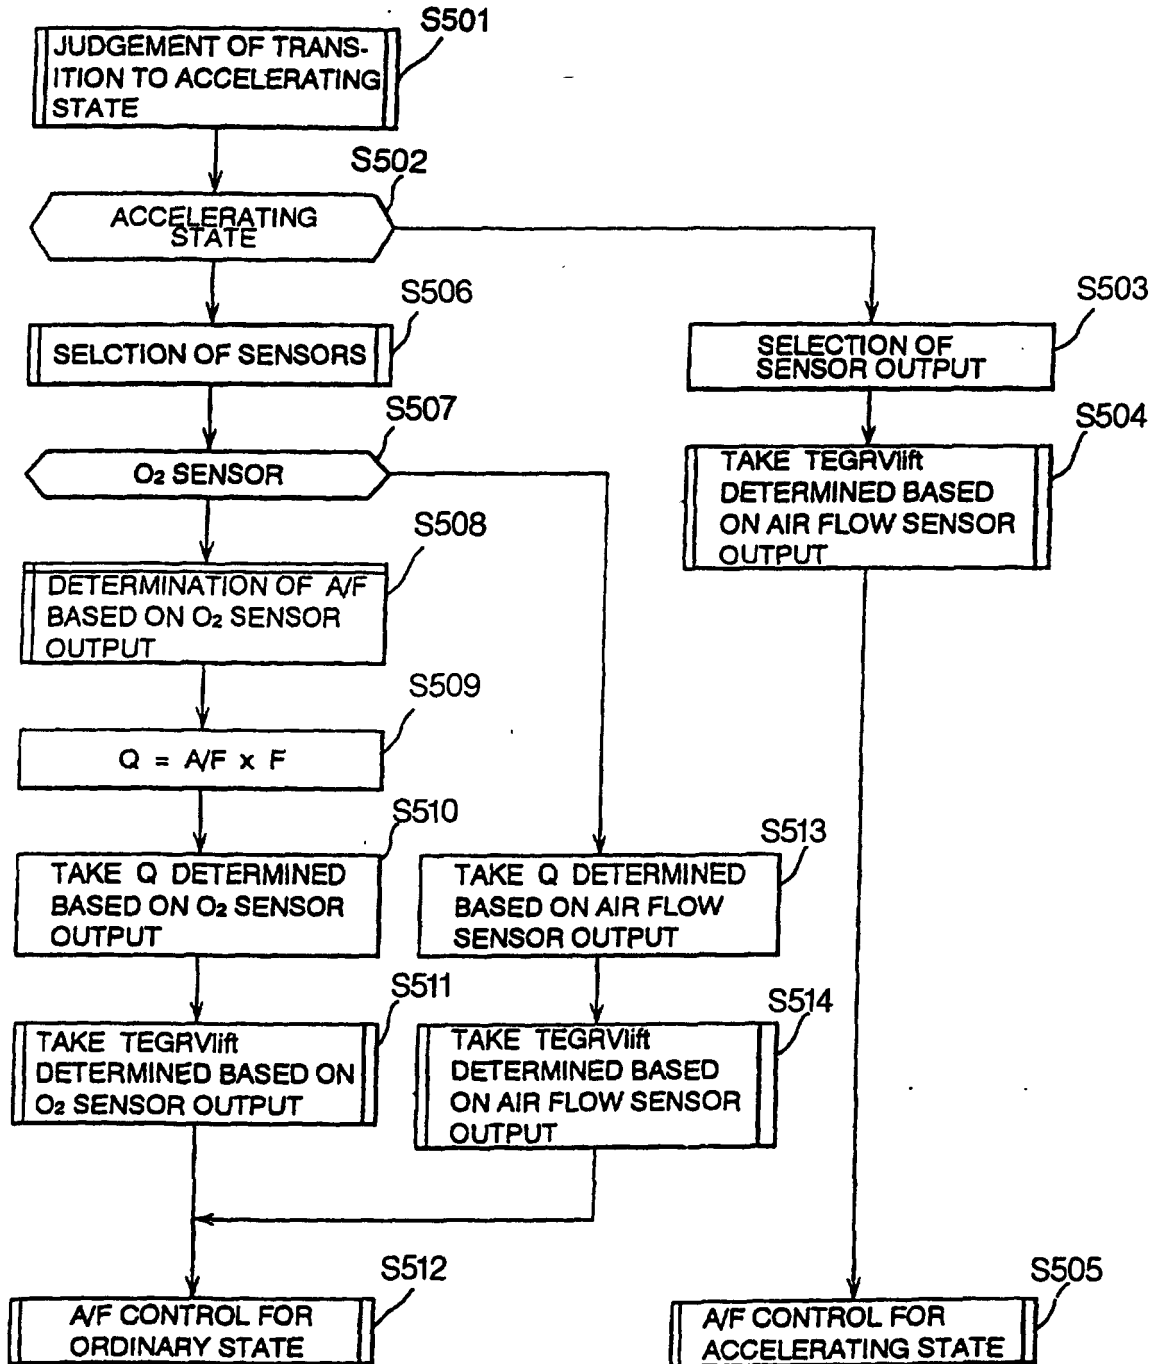 S501
JUDGEMENT OF TRANS-
ITION TO ACCELERATING
STATE
S502
ACCELERATING
STATE
S506
SELCTION OF SENSORS
S503
SELECTION OF
SENSOR OUTPUT
S507
O2 SENSOR
S504
TAKE TEGRVlift
DETERMINED BASED
ON AIR FLOW SENSOR
OUTPUT
S508
DETERMINATION OF A/F
BASED ON O2 SENSOR
OUTPUT
S509
Q = A/F x F
S510
TAKE Q DETERMINED
BASED ON O2 SENSOR
OUTPUT
S513
TAKE Q DETERMINED
BASED ON AIR FLOW
SENSOR OUTPUT
S511
TAKE TEGRVlift
DETERMINED BASED ON
O2 SENSOR OUTPUT
S514
TAKE TEGRVlift
DETERMINED BASED
ON AIR FLOW SENSOR
OUTPUT
S512
A/F CONTROL FOR
ORDINARY STATE
S505
A/F CONTROL FOR
ACCELERATING STATE